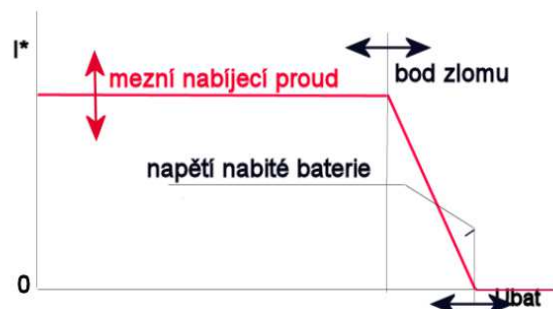 I*
mezní nabíjecí proud
bod zlomu
napětí nabité baterie
0
Ubat